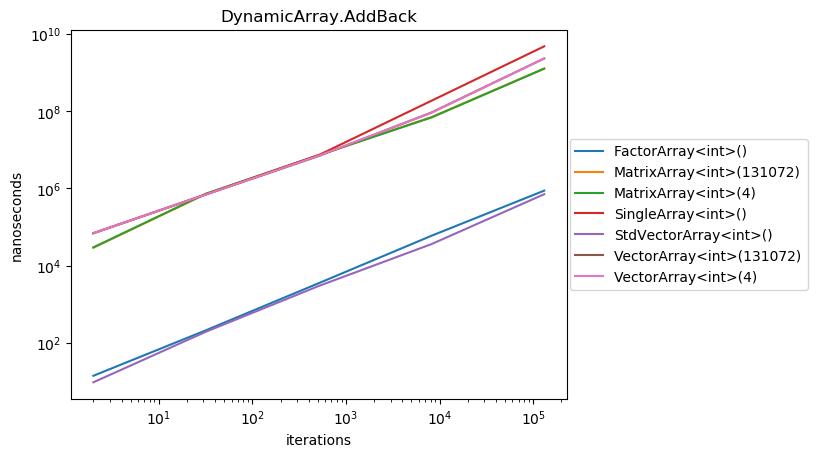 DynamicArray.AddBack
nanoseconds
10^10
10^8
10^6
10^4
10^2
10^1
10^2
10^3
10^4
10^5
iterations
FactorArray<int>()
MatrixArray<int>(131072)
MatrixArray<int>(4)
SingleArray<int>()
StdVectorArray<int>()
VectorArray<int>(131072)
VectorArray<int>(4)